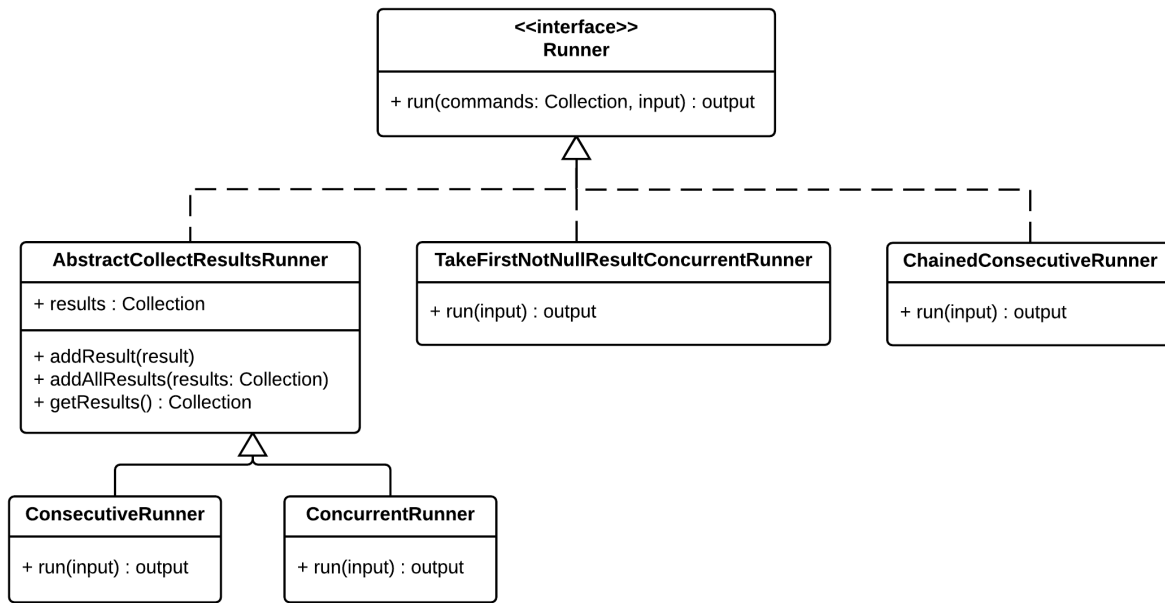 <<interface>>
Runner
+ run(commands: Collection, input) : output
AbstractCollectResultsRunner
+ results : Collection
+ addResult(result)
+ addAllResults(results: Collection)
+ getResults() : Collection
TakeFirstNotNullResultConcurrentRunner
+ run(input) : output
ChainedConsecutiveRunner
+ run(input) : output
ConsecutiveRunner
+ run(input) : output
ConcurrentRunner
+ run(input) : output